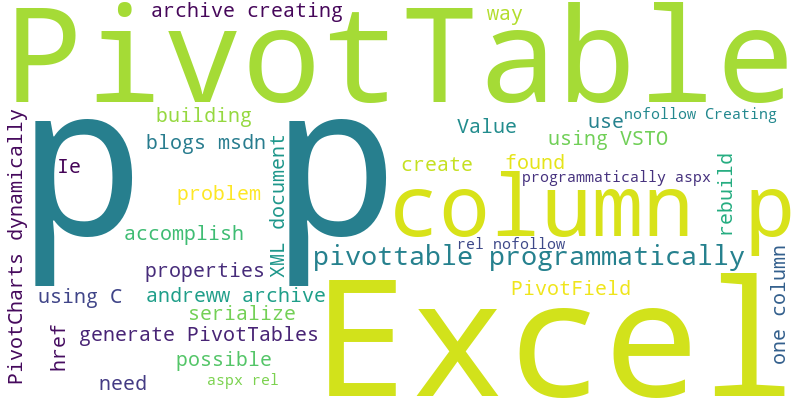 archive creating
way
PivotTable
building
nofollow Creating
use
Value
p p
blogs msdn
using VSTO
Ie
create
found
programmatically aspx
problem
column p
accomplish
rel nofollow
pivottable programmatically
properties
PivotField
using C
andreww archive
serialize
Excel
generate PivotTables
possible
aspx rel
need
PivotCharts dynamically
href
XML document
rebuild
one column